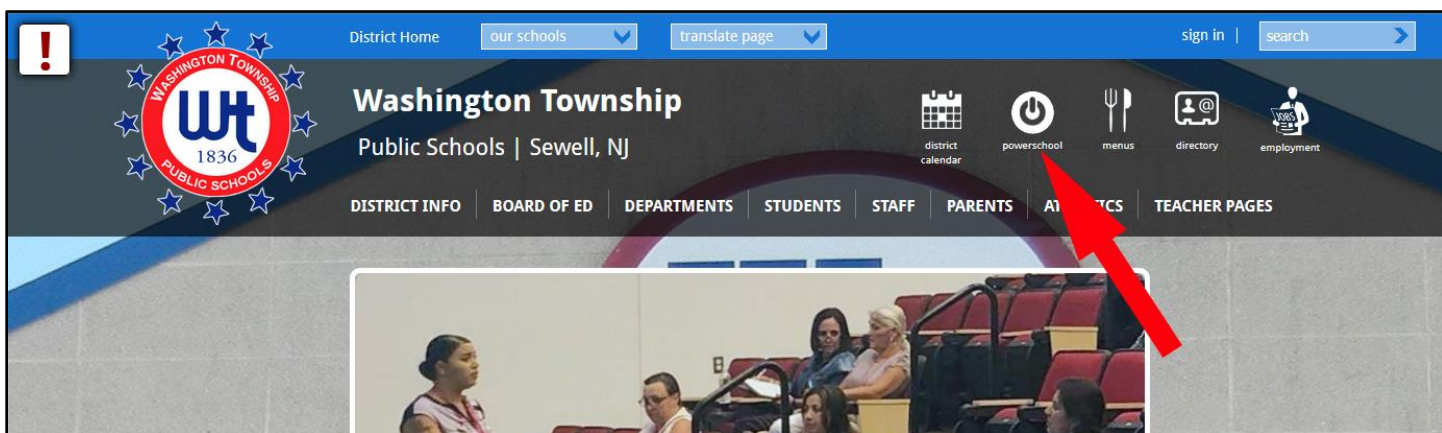 !
District Home our schools translate page sign in | search
WASHINGTON TOWNSHIP
wt
1836
PUBLIC SCHOOLS
Washington Township
Public Schools | Sewell, NJ
district calendar
powerschool
menus
directory
JOBS
employment
DISTRICT INFO BOARD OF ED DEPARTMENTS STUDENTS STAFF PARENTS TEACHER PAGES